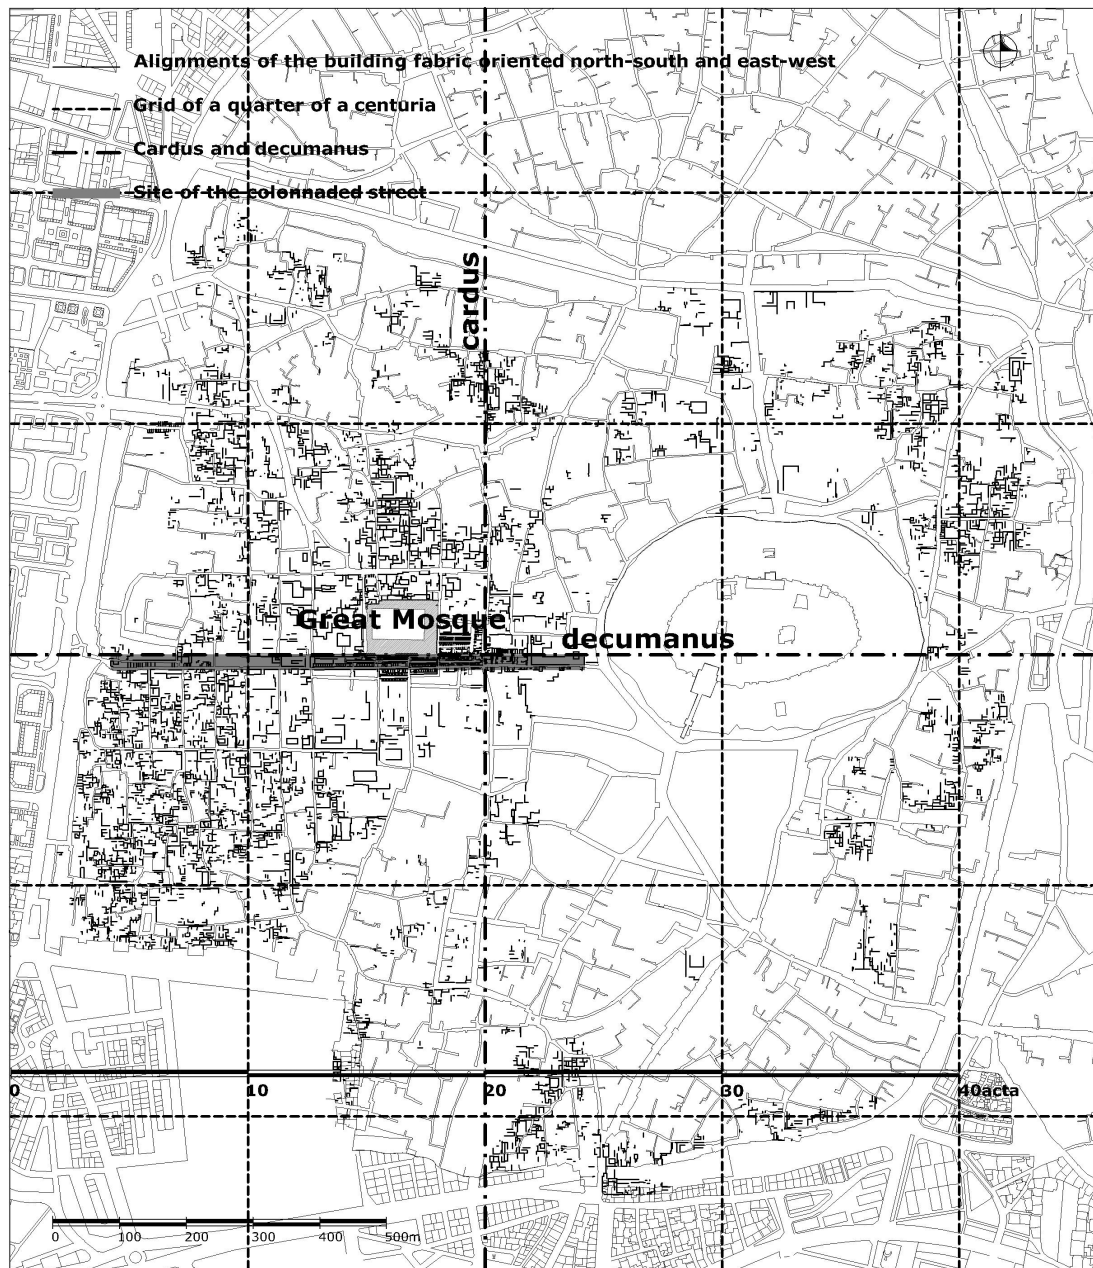 Alignments of the building fabric oriented north-south and east-west
Grid of a quarter of a centuria
Cardus and decumanus
Site of the colonnaded street
cardus
Great Mosque
decumanus
0 10 20 30 40acta
0 100 200 300 400 500m